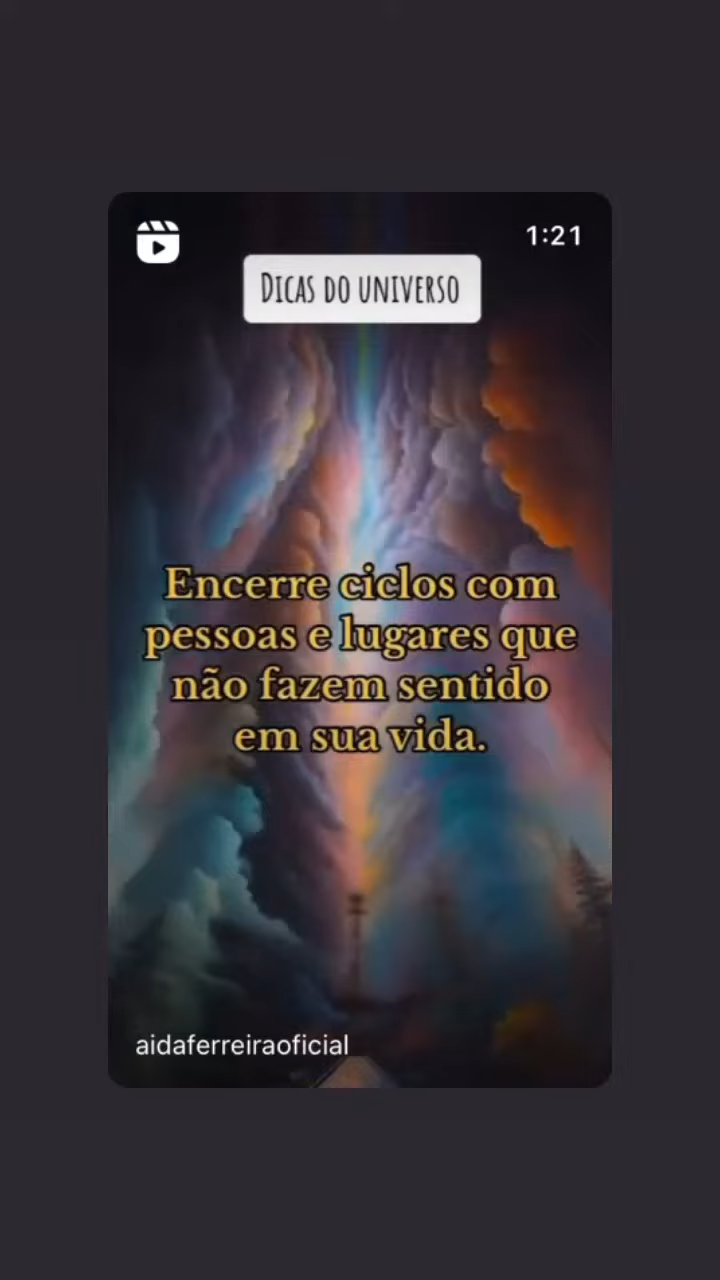 1:21
Dicas do universo
Encerre ciclos com
pessoas e lugares que
não fazem sentido
em sua vida.
aidaferreiraoficial